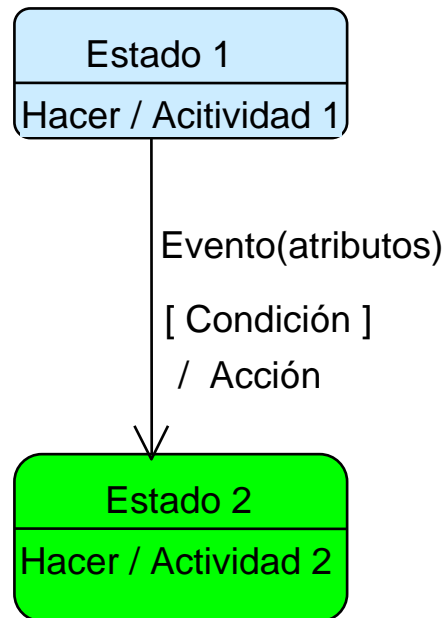 Estado 1
Hacer / Acitividad 1
Evento(atributos)
[ Condición ]
/ Acción
Estado 2
Hacer / Actividad 2